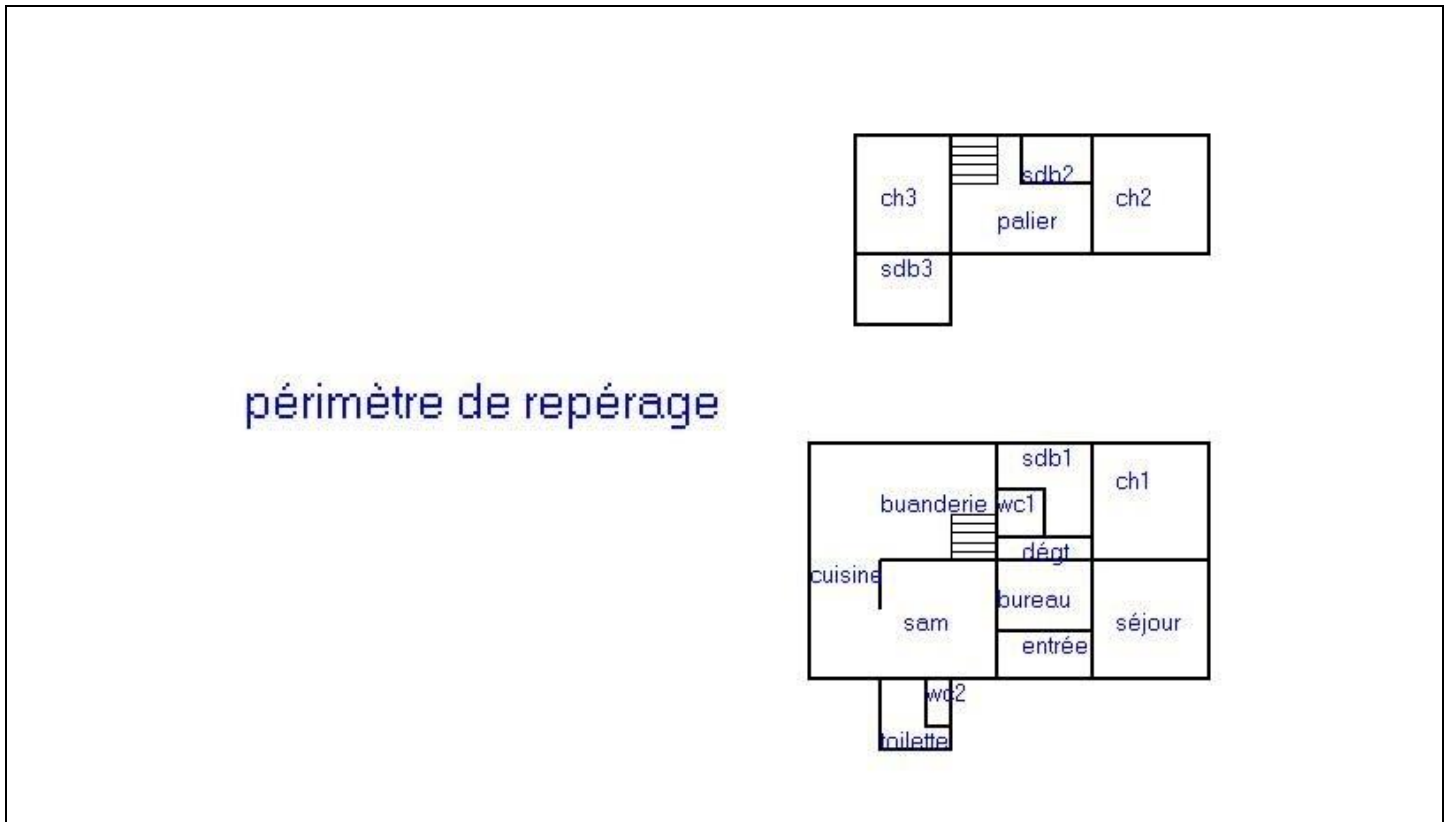 sdb2
ch3
ch2
palier
sdb3
périmètre de repérage
sdb1
ch1
buanderie
wc1
dégt
cuisine
bureau
sam
séjour
entrée
wc2
toilette